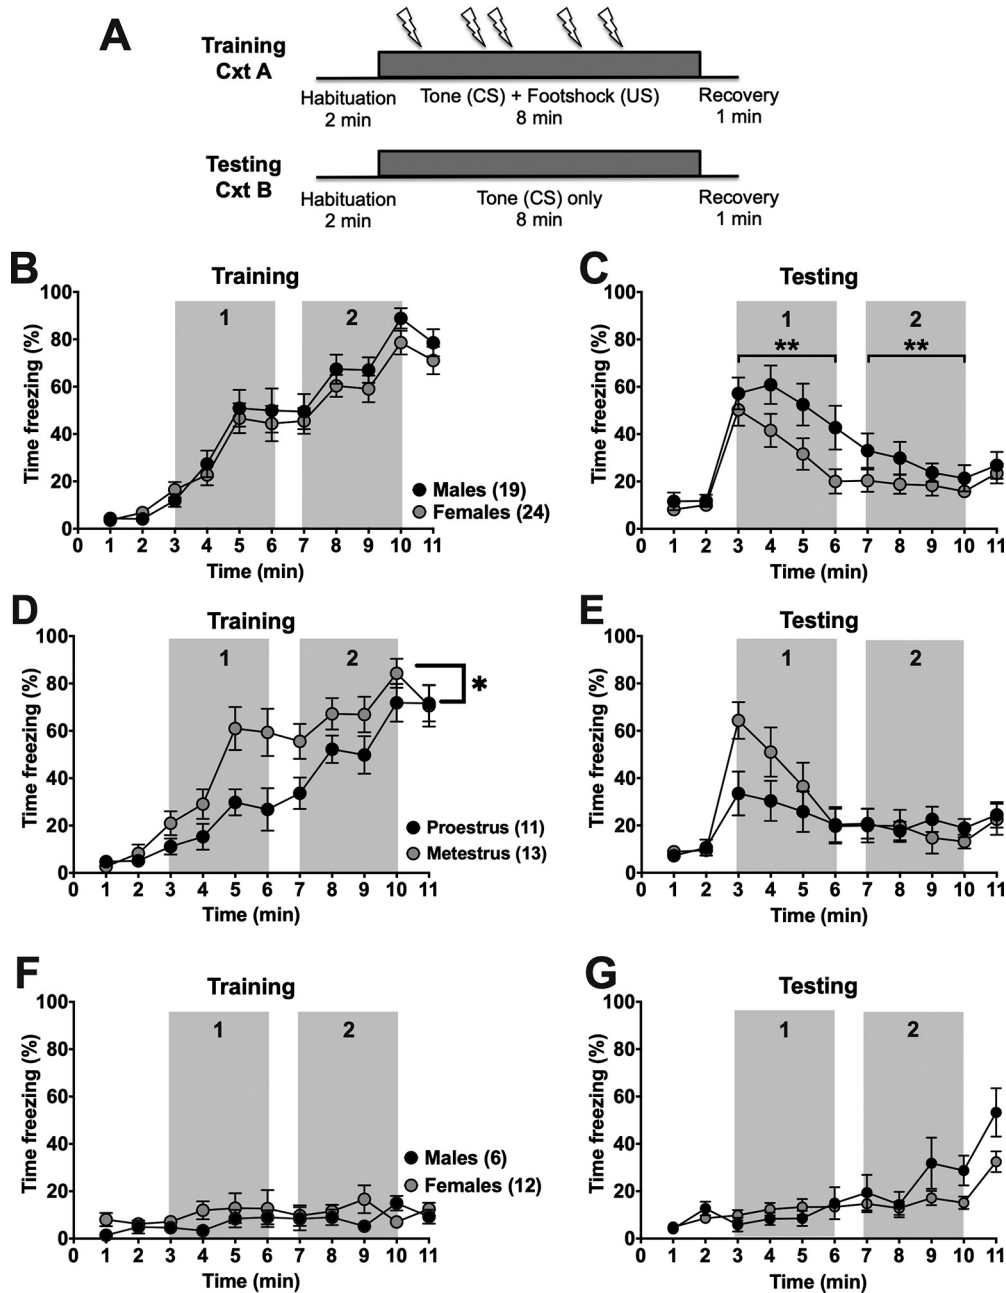 A
Training
Cxt A
Habituation
2 min
Tone (CS) + Footshock (US)
8 min
Recovery
1 min
Testing
Cxt B
Habituation
2 min
Tone (CS) only
8 min
Recovery
1 min
B
Training
Time freezing (%)
100
80
60
40
20
0
1
2
Males (19)
Females (24)
0 1 2 3 4 5 6 7 8 9 10 11
Time (min)
C
Testing
Time freezing (%)
100
80
60
40
20
0
1
**
2
**
0 1 2 3 4 5 6 7 8 9 10 11
Time (min)
D
Training
Time freezing (%)
100
80
60
40
20
0
1
2
*
Proestrus (11)
Metestrus (13)
0 1 2 3 4 5 6 7 8 9 10 11
Time (min)
E
Testing
Time freezing (%)
100
80
60
40
20
0
1
2
0 1 2 3 4 5 6 7 8 9 10 11
Time (min)
F
Training
Time freezing (%)
100
80
60
40
20
0
1
2
Males (6)
Females (12)
0 1 2 3 4 5 6 7 8 9 10 11
Time (min)
G
Testing
Time freezing (%)
100
80
60
40
20
0
1
2
0 1 2 3 4 5 6 7 8 9 10 11
Time (min)